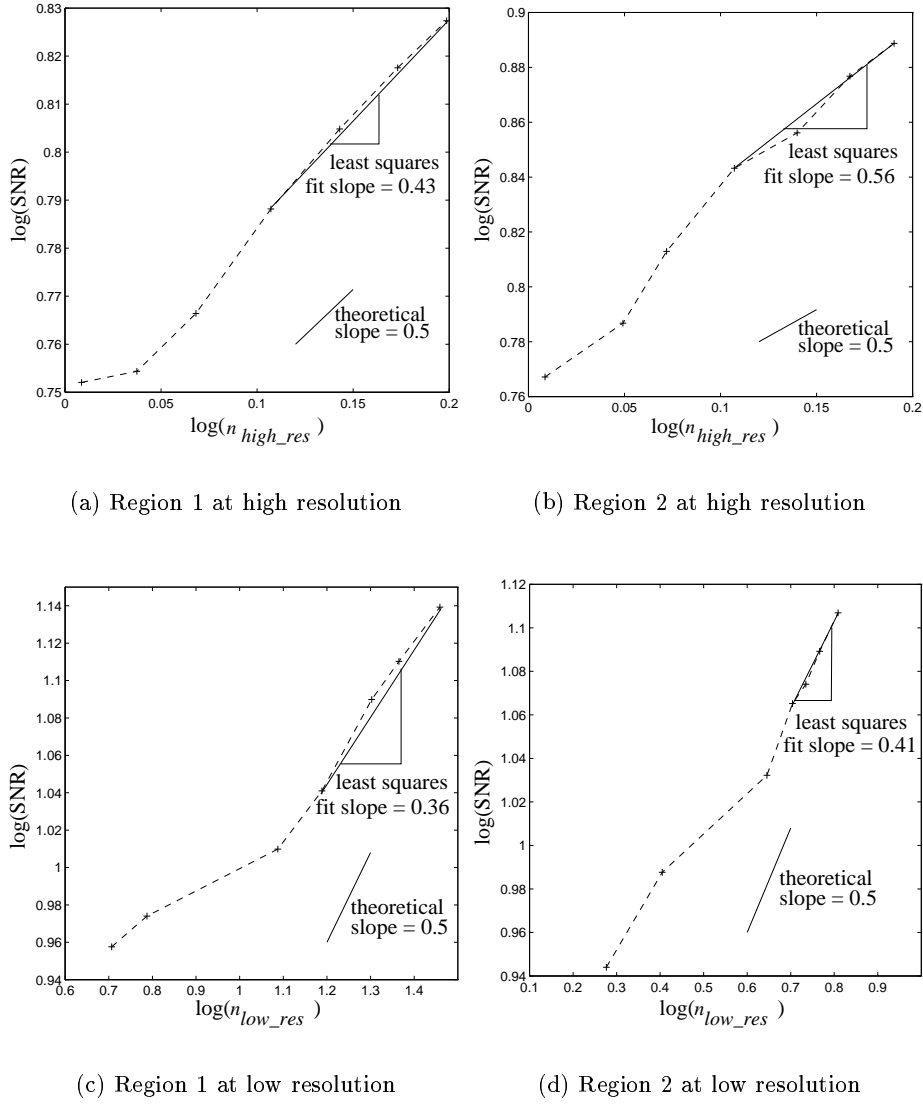 0.83
0.82
0.81
0.8
0.79
0.78
0.77
0.76
0.75
log(SNR)
least squares
fit slope = 0.43
theoretical
slope = 0.5
0 0.05 0.1 0.15 0.2
log(n high_res )
(a) Region 1 at high resolution
0.9
0.88
0.86
0.84
0.82
0.8
0.78
0.76
log(SNR)
least squares
fit slope = 0.56
theoretical
slope = 0.5
0 0.05 0.1 0.15 0.2
log(n high_res )
(b) Region 2 at high resolution
1.14
1.12
1.1
1.08
1.06
1.04
1.02
1
0.98
0.96
0.94
log(SNR)
least squares
fit slope = 0.36
theoretical
slope = 0.5
0.6 0.7 0.8 0.9 1 1.1 1.2 1.3 1.4
log(n low_res )
(c) Region 1 at low resolution
1.12
1.1
1.08
1.06
1.04
1.02
1
0.98
0.96
0.94
log(SNR)
least squares
fit slope = 0.41
theoretical
slope = 0.5
0.1 0.2 0.3 0.4 0.5 0.6 0.7 0.8 0.9
log(n low_res )
(d) Region 2 at low resolution